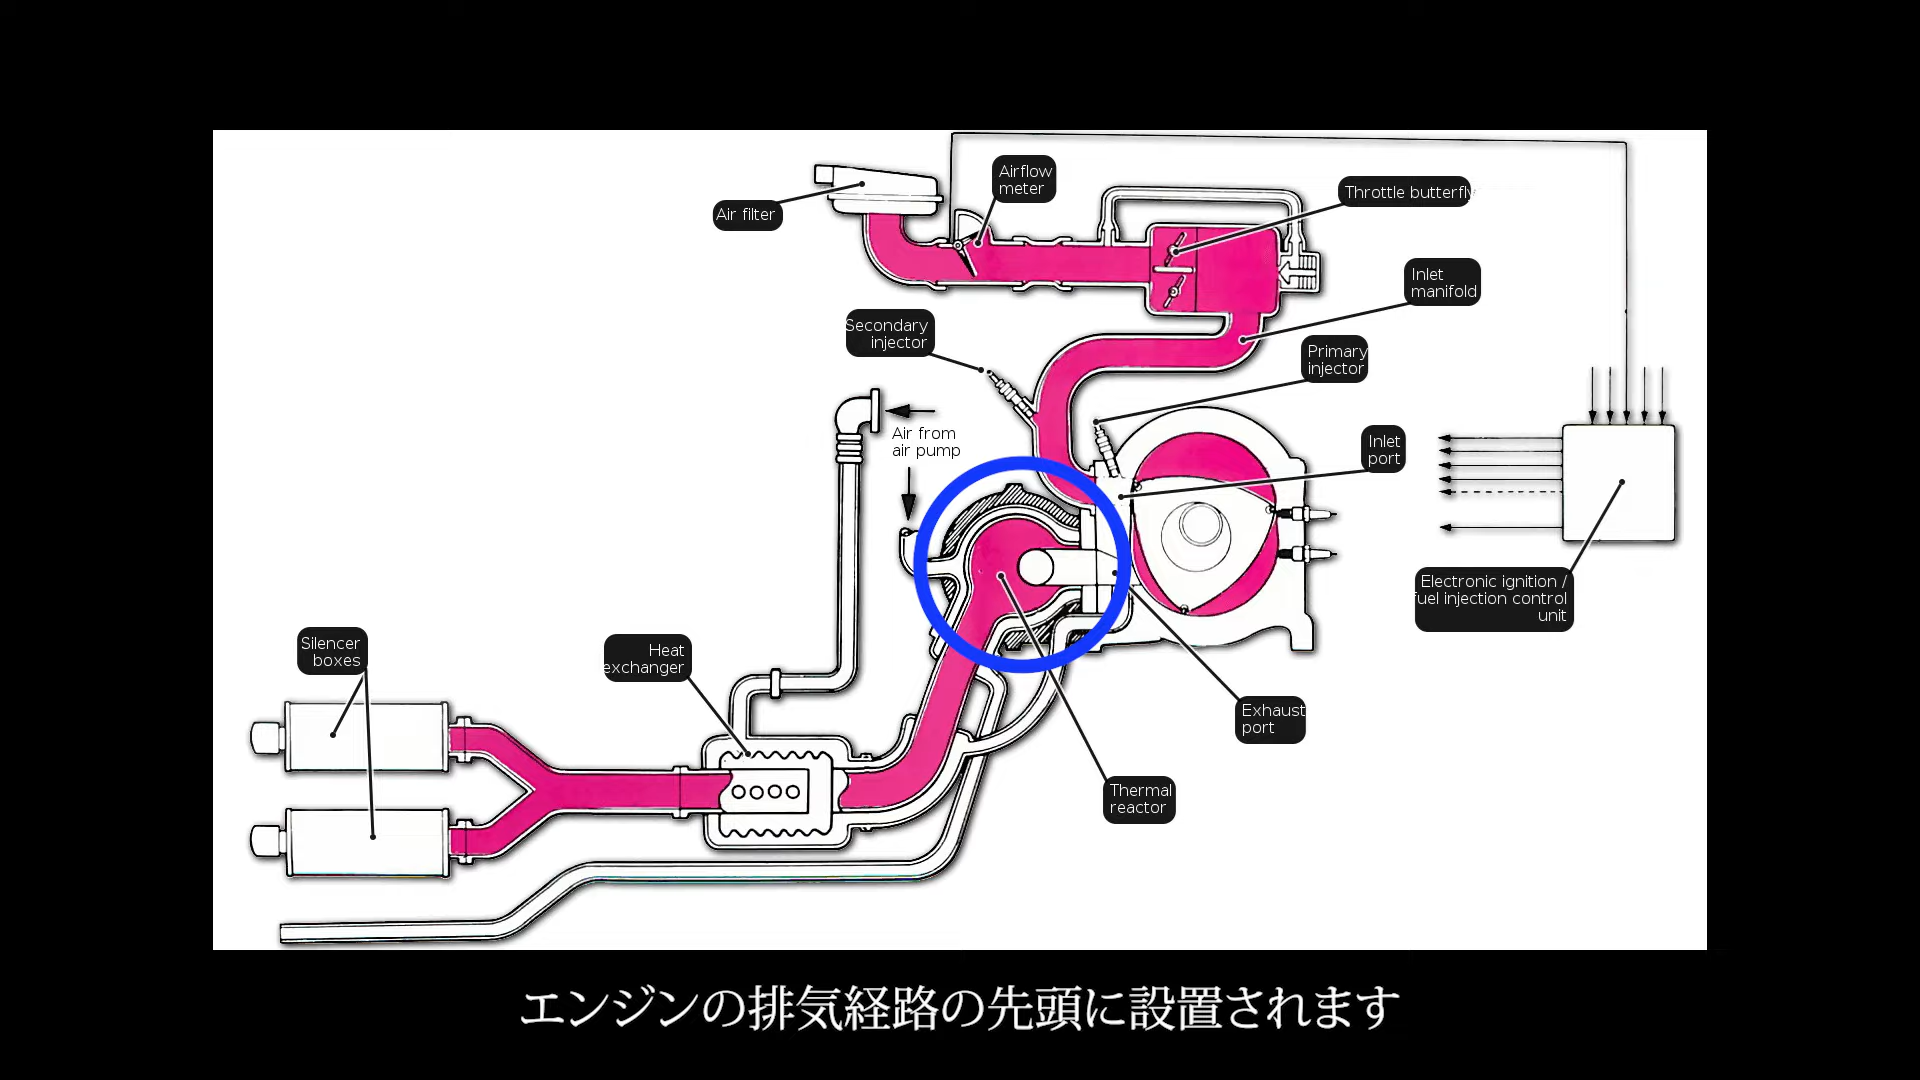 Airflow
meter
Throttle butterfly
Air filter
Inlet
manifold
Secondary
injector
Primary
injector
Air from
air pump
Inlet
port
Electronic ignition /
fuel injection control
unit
Silencer
boxes
Heat
exchanger
Exhaust
port
Thermal
reactor
エンジンの排気経路の先頭に設置されます